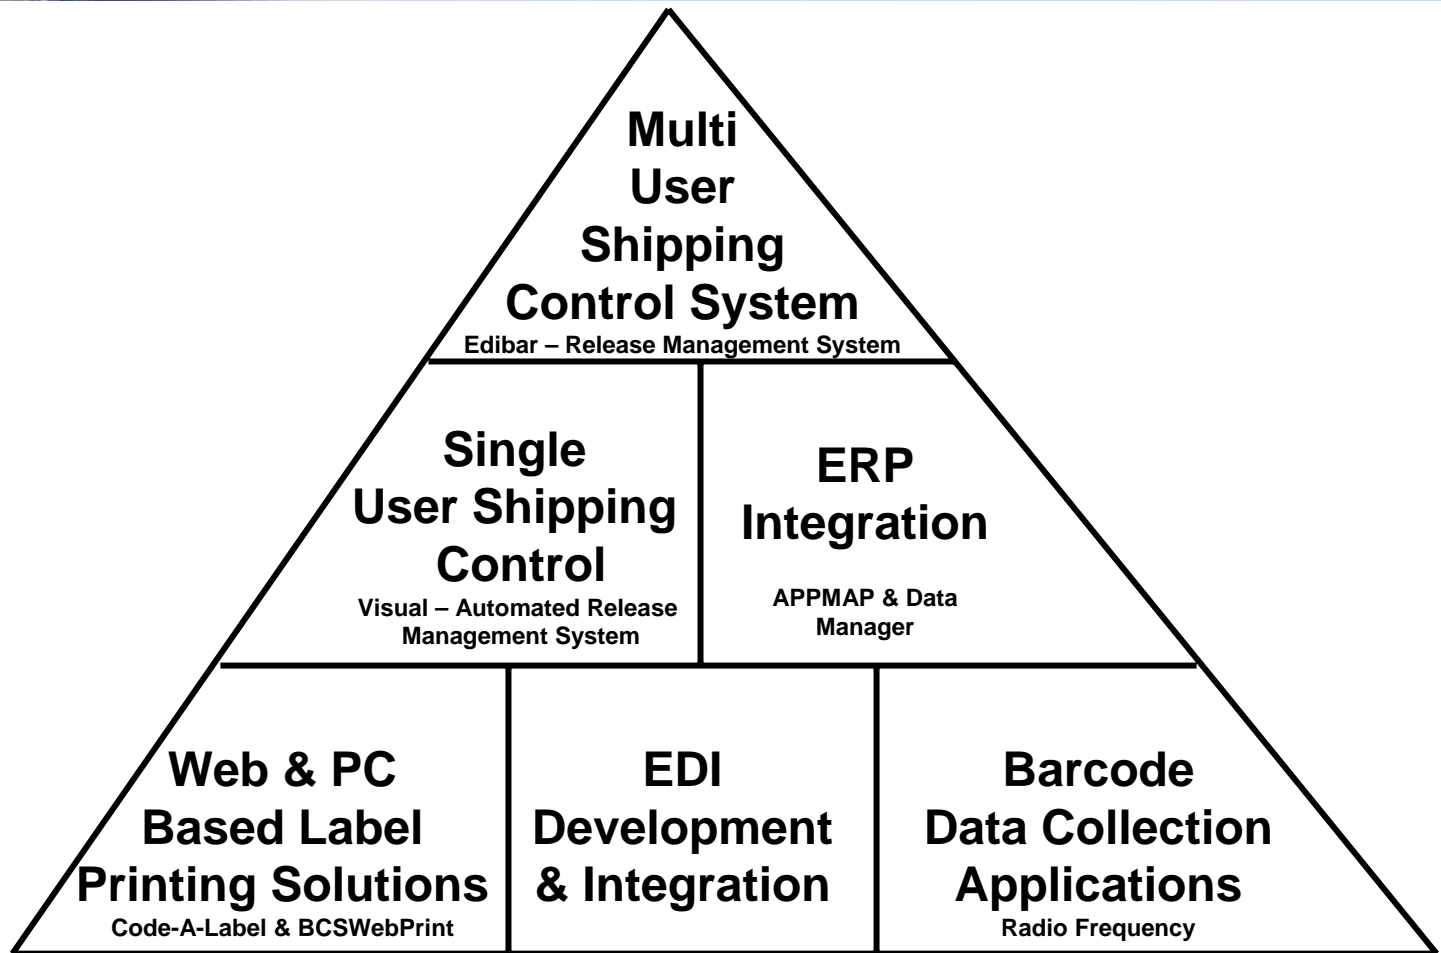 Multi
User
Shipping
Control System
Edibar – Release Management System
Single
User Shipping
Control
Visual – Automated Release
Management System
ERP
Integration
APPMAP & Data
Manager
Web & PC
Based Label
Printing Solutions
Code-A-Label & BCSWebPrint
EDI
Development
& Integration
Barcode
Data Collection
Applications
Radio Frequency